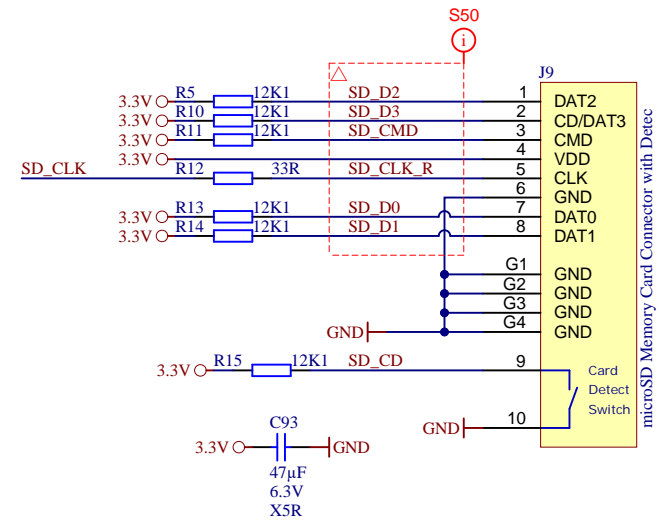 S50
i
J9
3.3V R5 12K1 SD_D2 1 DAT2
3.3V R10 12K1 SD_D3 2 CD/DAT3
3.3V R11 12K1 SD_CMD 3 CMD
3.3V 4 VDD
SD_CLK R12 33R SD_CLK_R 5 CLK
6 GND
3.3V R13 12K1 SD_D0 7 DAT0
3.3V R14 12K1 SD_D1 8 DAT1
G1 GND
G2 GND
G3 GND
GND G4 GND
3.3V R15 12K1 SD_CD 9 Card
Detect
Switch
GND 10
microSD Memory Card Connector with Detec
C93
3.3V GND
47µF
6.3V
X5R